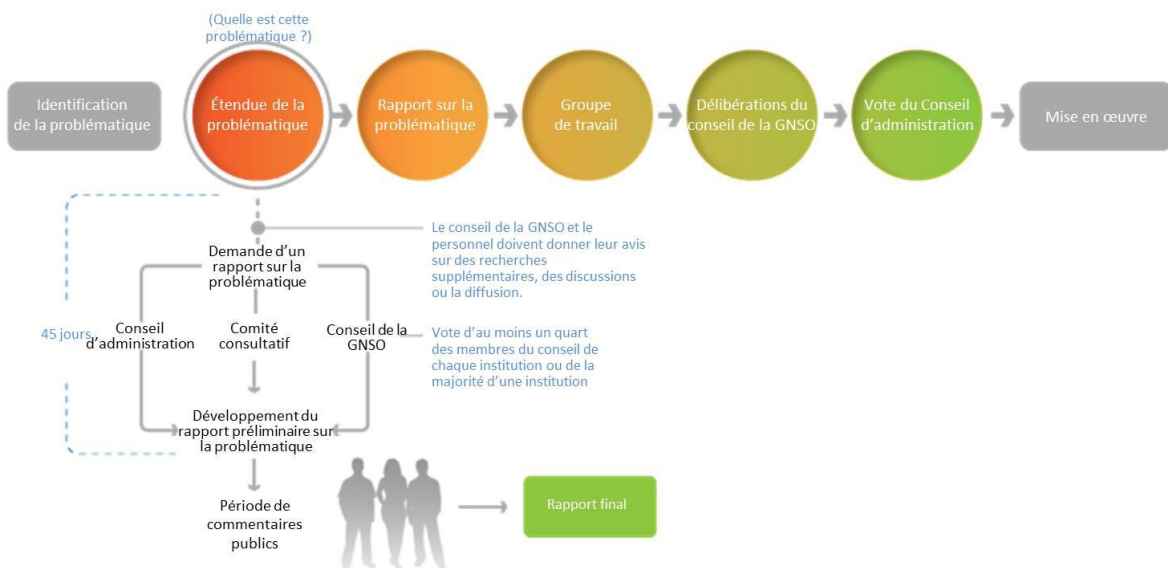 (Quelle est cette
problématique ?)
Identification
de la problématique
Étendue de la
problématique
Rapport sur la
problématique
Groupe
de travail
Délibérations du
conseil de la GNSO
Vote du Conseil
d’administration
Mise en œuvre
Le conseil de la GNSO et le
personnel doivent donner leur avis
sur des recherches
supplémentaires, des discussions
ou la diffusion.
Demande d’un
rapport sur la
problématique
45 jours
Conseil
d’administration
Comité
consultatif
Conseil de la
GNSO
Vote d’au moins un quart
des membres du conseil de
chaque institution ou de la
majorité d’une institution
Développement du
rapport préliminaire sur
la problématique
Période de
commentaires
publics
Rapport final